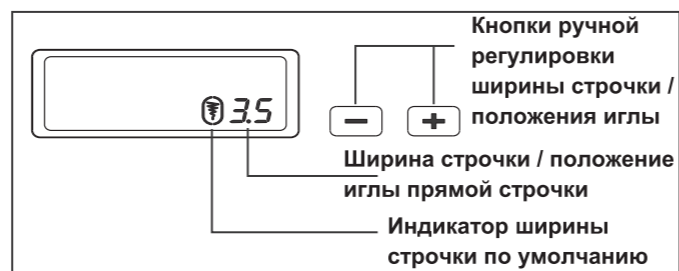 Кнопки ручной
регулировки
ширины строчки /
положения иглы
3.5
− +
Ширина строчки / положение
иглы прямой строчки
Индикатор ширины
строчки по умолчанию